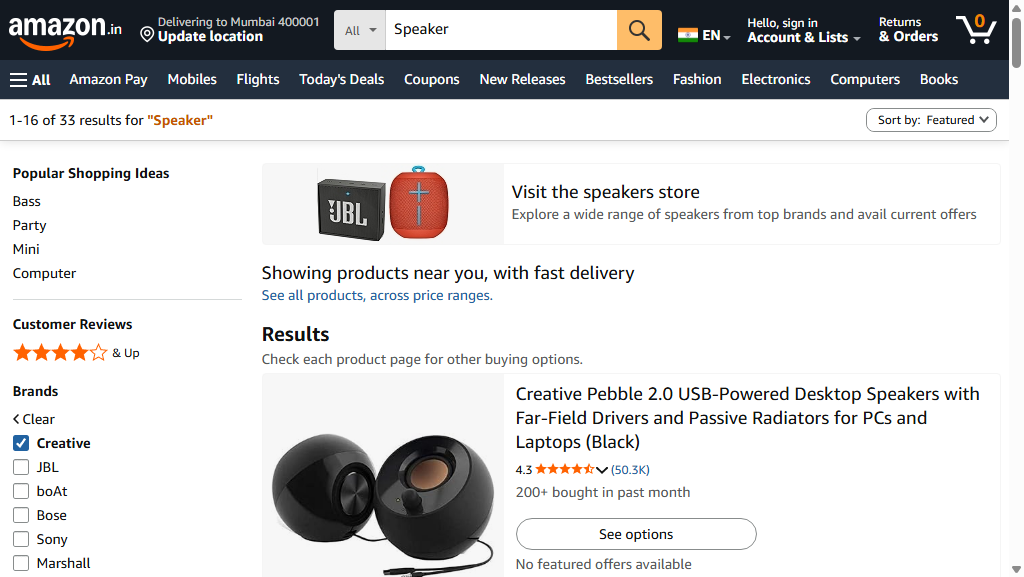 amazon.in
Delivering to Mumbai 400001
Update location
All
Speaker
EN
Hello, sign in
Account & Lists
Returns
& Orders
0
All
Amazon Pay
Mobiles
Flights
Today's Deals
Coupons
New Releases
Bestsellers
Fashion
Electronics
Computers
Books
1-16 of 33 results for "Speaker"
Sort by: Featured
Popular Shopping Ideas
Bass
Party
Mini
Computer
Customer Reviews
& Up
Brands
Clear
Creative
JBL
boAt
Bose
Sony
Marshall
JBL
Visit the speakers store
Explore a wide range of speakers from top brands and avail current offers
Showing products near you, with fast delivery
See all products, across price ranges.
Results
Check each product page for other buying options.
Creative Pebble 2.0 USB-Powered Desktop Speakers with
Far-Field Drivers and Passive Radiators for PCs and
Laptops (Black)
4.3 (50.3K)
200+ bought in past month
See options
No featured offers available